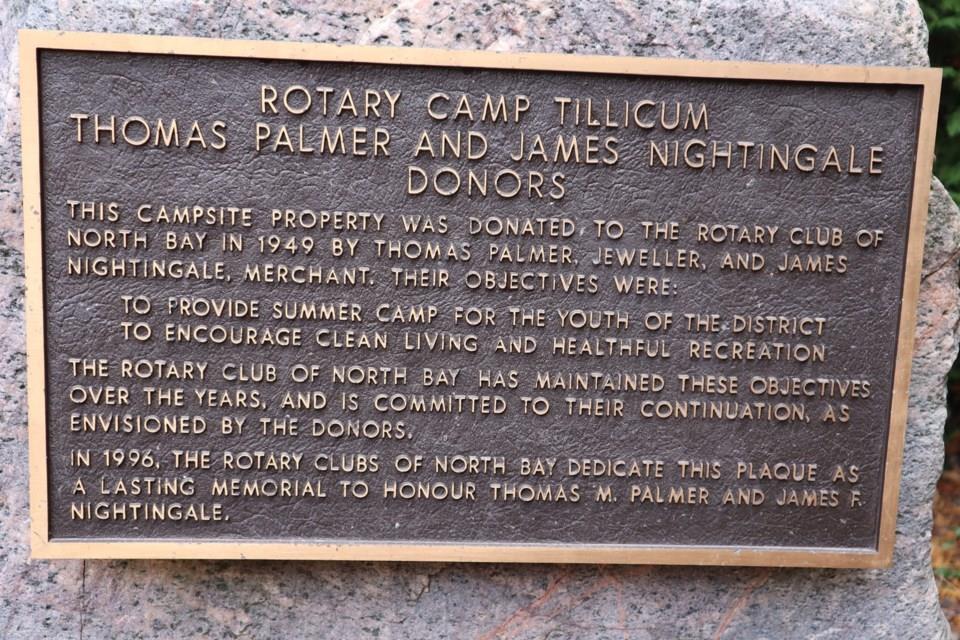 ROTARY CAMP TILLICUM
THOMAS PALMER AND JAMES NIGHTINGALE
DONORS
THIS CAMPSITE PROPERTY WAS DONATED TO THE ROTARY CLUB OF
NORTH BAY IN 1949 BY THOMAS PALMER, JEWELLER, AND JAMES
NIGHTINGALE, MERCHANT. THEIR OBJECTIVES WERE:
TO PROVIDE SUMMER CAMP FOR THE YOUTH OF THE DISTRICT
TO ENCOURAGE CLEAN LIVING AND HEALTHFUL RECREATION
THE ROTARY CLUB OF NORTH BAY HAS MAINTAINED THESE OBJECTIVES
OVER THE YEARS, AND IS COMMITTED TO THEIR CONTINUATION, AS
ENVISIONED BY THE DONORS.
IN 1996, THE ROTARY CLUBS OF NORTH BAY DEDICATE THIS PLAQUE AS
A LASTING MEMORIAL TO HONOUR THOMAS M. PALMER AND JAMES F.
NIGHTINGALE.